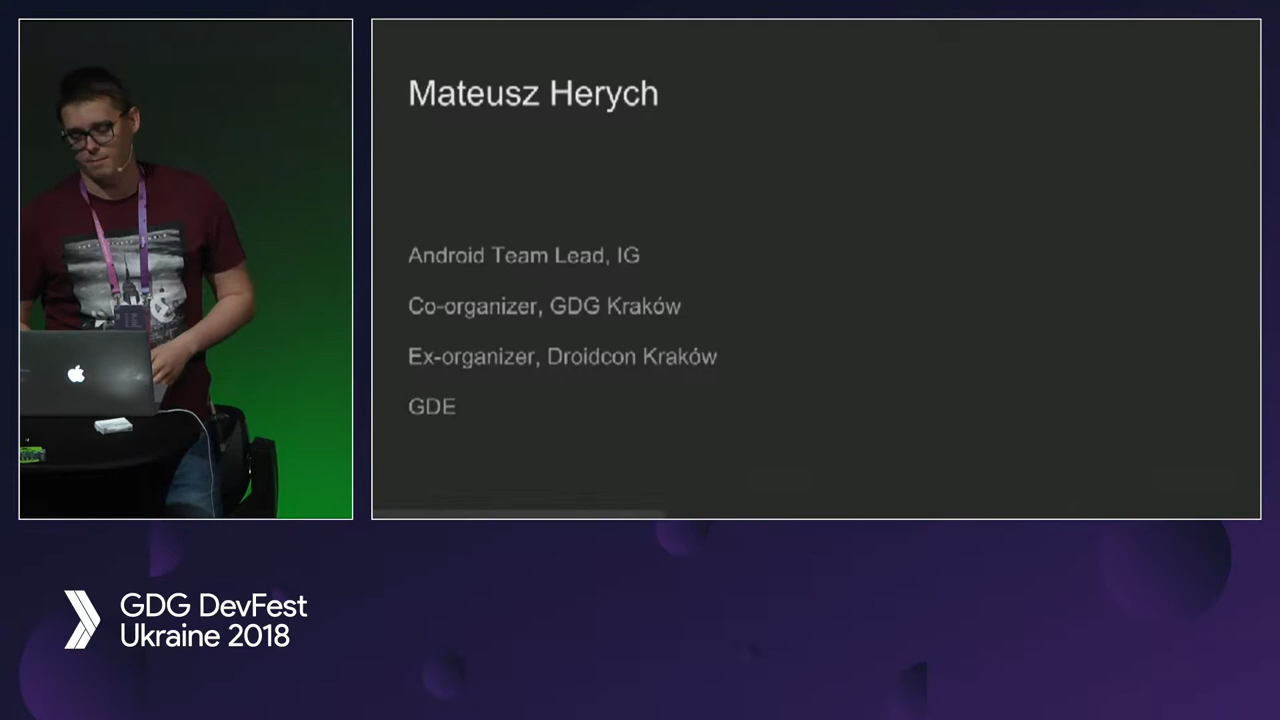 Mateusz Herych
Android Team Lead, IG
Co-organizer, GDG Kraków
Ex-organizer, Droidcon Kraków
GDE
GDG DevFest
Ukraine 2018